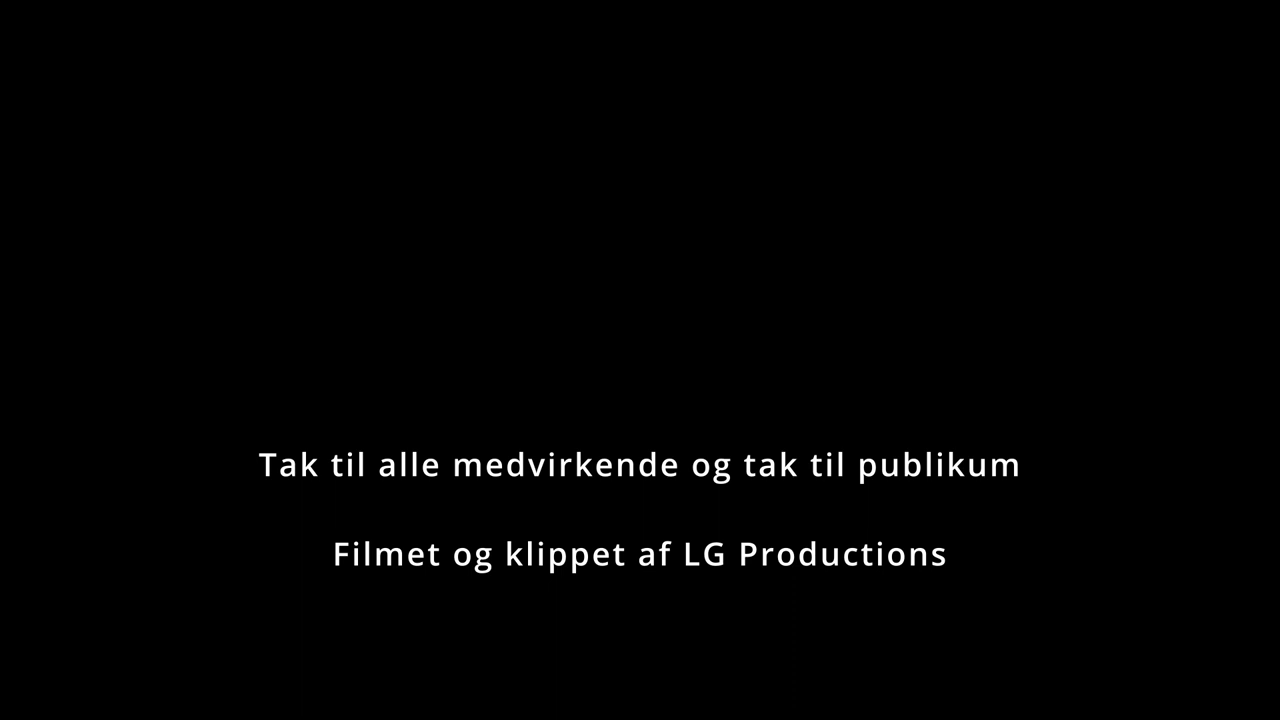 Tak til alle medvirkende og tak til publikum
Filmet og klippet af LG Productions